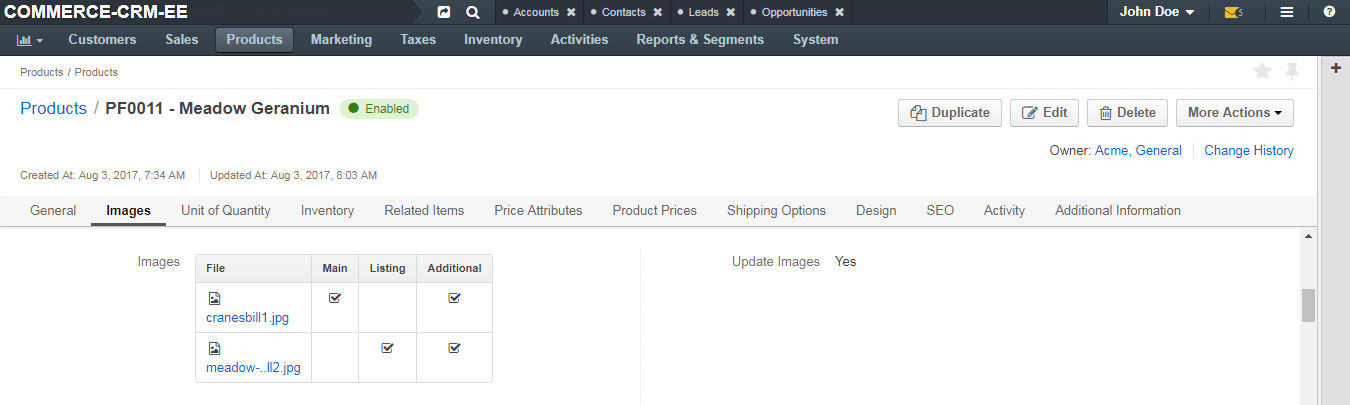 COMMERCE-CRM-EE Accounts Contacts Leads Opportunities John Doe 5
Customers Sales Products Marketing Taxes Inventory Activities Reports & Segments System
Products / Products
Products / PF0011 - Meadow Geranium Enabled Duplicate Edit Delete More Actions
Owner: Acme, General Change History
Created At: Aug 3, 2017, 7:34 AM Updated At: Aug 3, 2017, 8:03 AM
General Images Unit of Quantity Inventory Related Items Price Attributes Product Prices Shipping Options Design SEO Activity Additional Information
Images File Main Listing Additional Update Images Yes
cranesbill1.jpg
meadow-..ll2.jpg